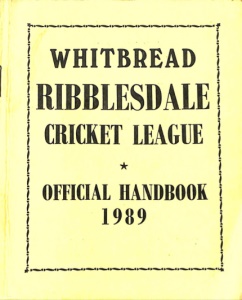 WHITBREAD
RIBBLESDALE
CRICKET LEAGUE
★
OFFICIAL HANDBOOK
1989